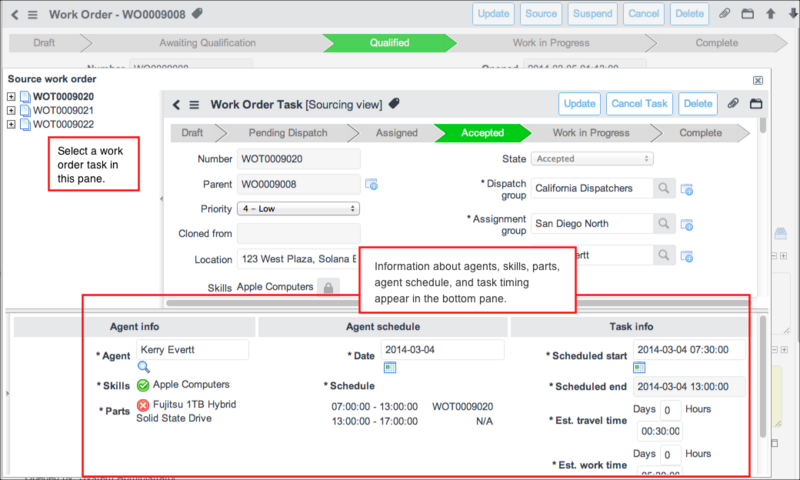 Work Order - WO0009008
Update Source Suspend Cancel Delete
Draft Awaiting Qualification Qualified Work in Progress Complete
Number WO0009008 Opened
Source work order
WOT0009020
WOT0009021
WOT0009022
Select a work
order task in
this pane.
Work Order Task [Sourcing view]
Update Cancel Task Delete
Draft Pending Dispatch Assigned Accepted Work in Progress Complete
Number WOT0009020
State Accepted
Parent WO0009008
* Dispatch
group California Dispatchers
Priority 4 - Low
* Assignment
group San Diego North
Cloned from
Location 123 West Plaza, Solana B
Skills Apple Computers
Information about agents, skills, parts,
agent schedule, and task timing
appear in the bottom pane.
Agent info Agent schedule Task info
* Agent Kerry Evertt
* Date 2014-03-04
* Scheduled start 2014-03-04 07:30:00
* Skills Apple Computers
* Schedule
* Scheduled end 2014-03-04 13:00:00
* Parts Fujitsu 1TB Hybrid
Solid State Drive
07:00:00 - 13:00:00 WOT0009020
13:00:00 - 17:00:00 N/A
* Est. travel time Days 0 Hours
00:30:00
* Est. work time Days 0 Hours